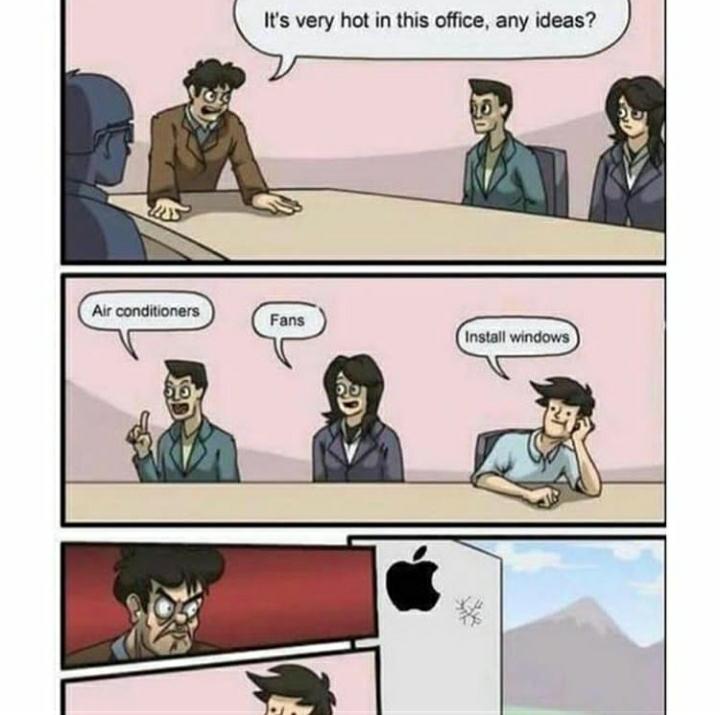 It's very hot in this office, any ideas?
Air conditioners
Fans
Install windows